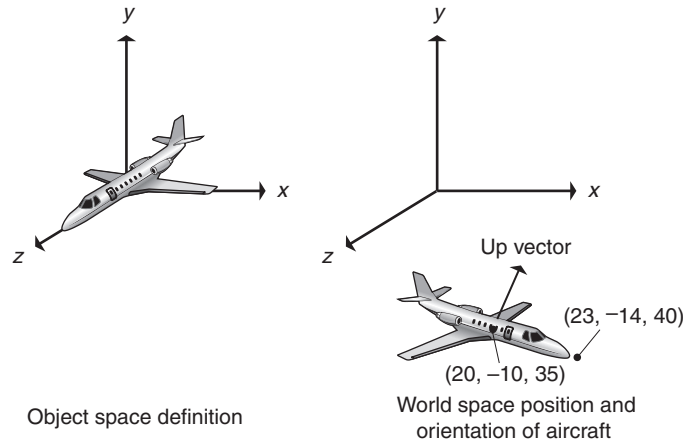 y
y
x
x
z
z
Up vector
(23, −14, 40)
(20, −10, 35)
Object space definition
World space position and
orientation of aircraft